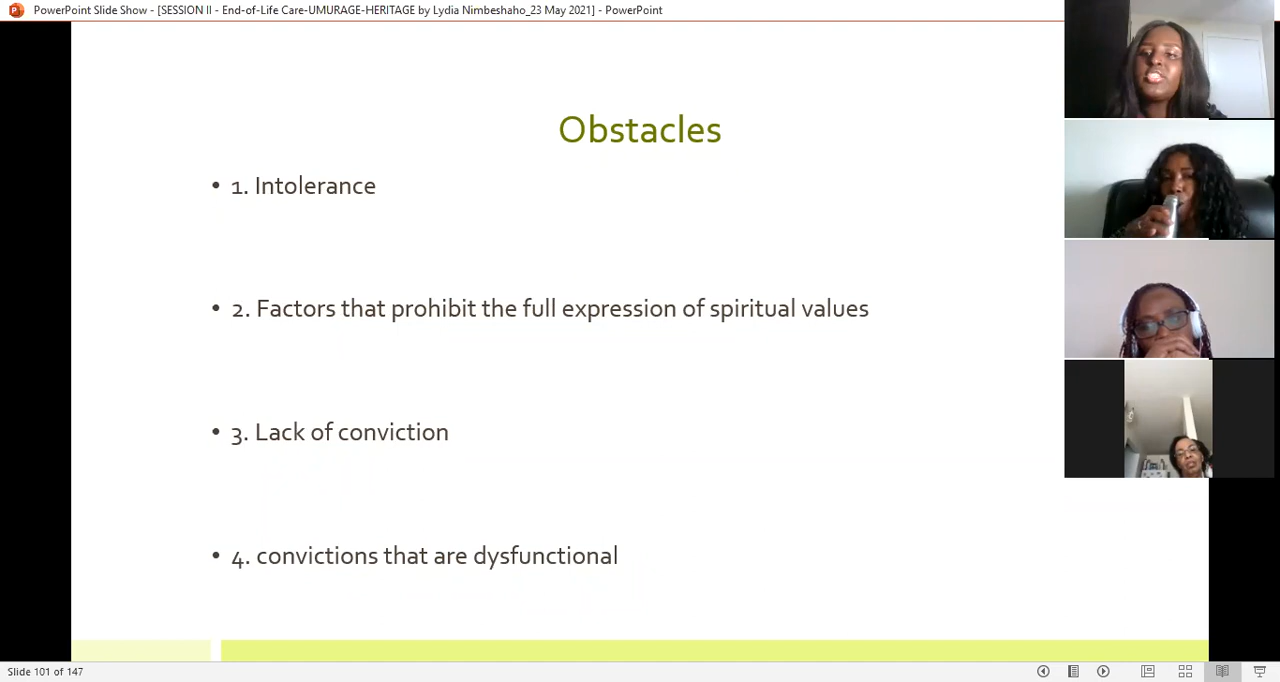 PowerPoint Slide Show - [SESSION II - End-of-Life Care-UMURAGE-HERITAGE by Lydia Nimbeshaho_23 May 2021] - PowerPoint
Obstacles
• 1. Intolerance
• 2. Factors that prohibit the full expression of spiritual values
• 3. Lack of conviction
• 4. convictions that are dysfunctional
Slide 101 of 147